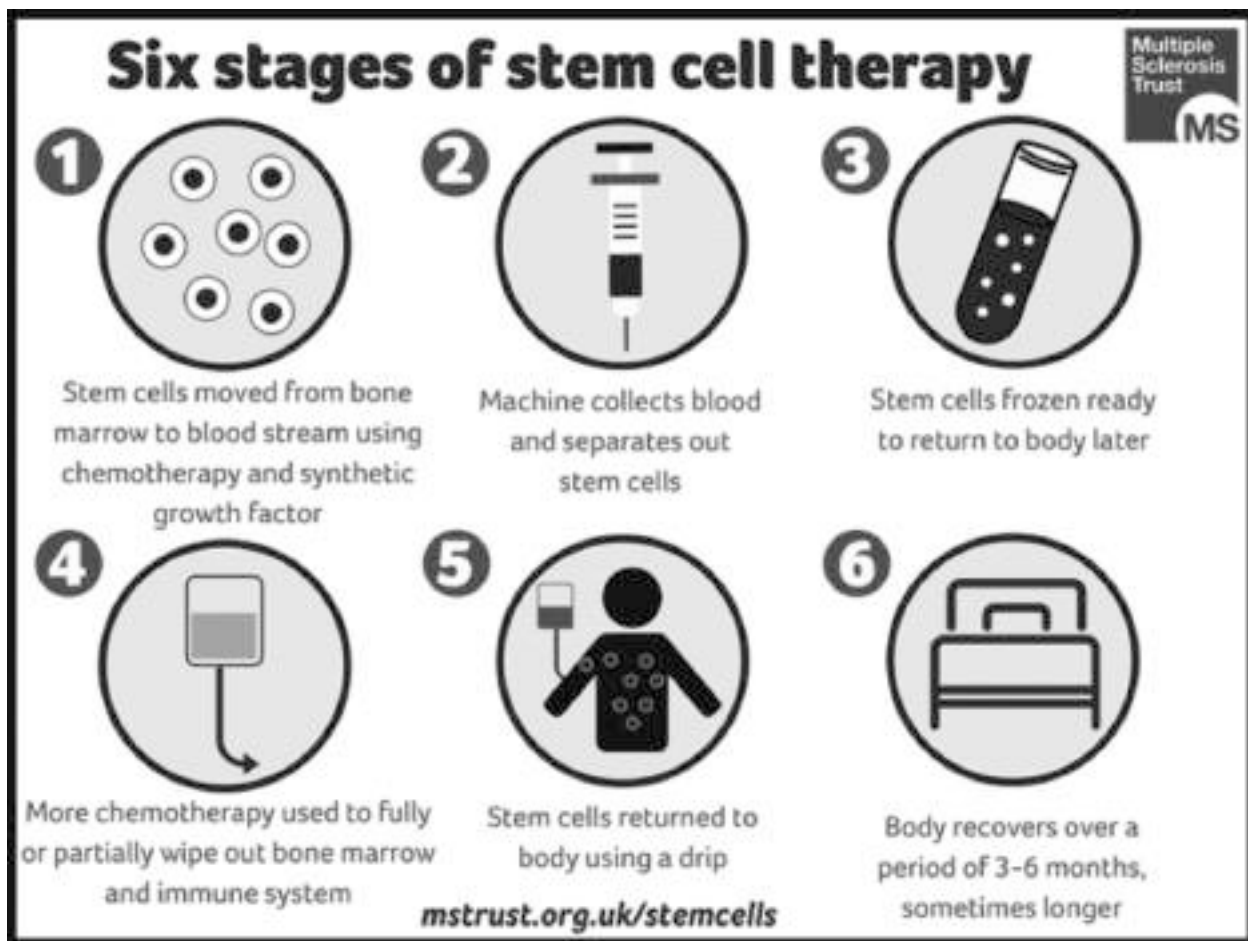 Six stages of stem cell therapy
Multiple
Sclerosis
Trust
MS
1
Stem cells moved from bone
marrow to blood stream using
chemotherapy and synthetic
growth factor
2
Machine collects blood
and separates out
stem cells
3
Stem cells frozen ready
to return to body later
4
More chemotherapy used to fully
or partially wipe out bone marrow
and immune system
5
Stem cells returned to
body using a drip
6
Body recovers over a
period of 3-6 months,
sometimes longer
mstrust.org.uk/stemcells